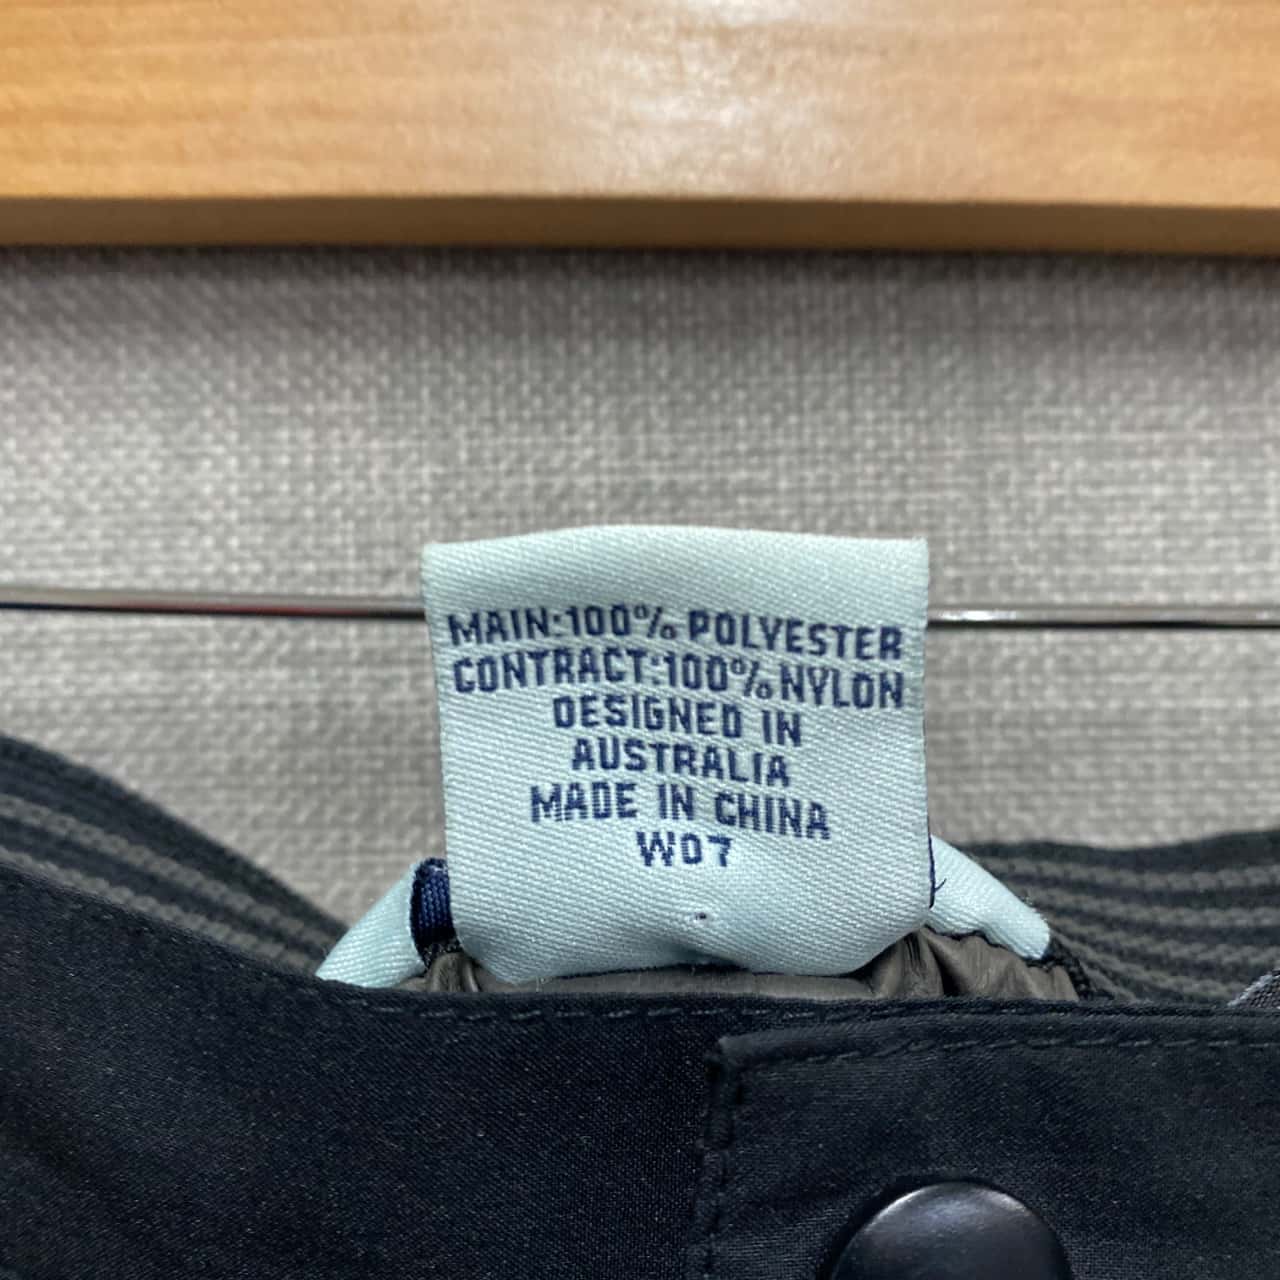 MAIN:100% POLYESTER
CONTRACT:100% NYLON
DESIGNED IN
AUSTRALIA
MADE IN CHINA
W07